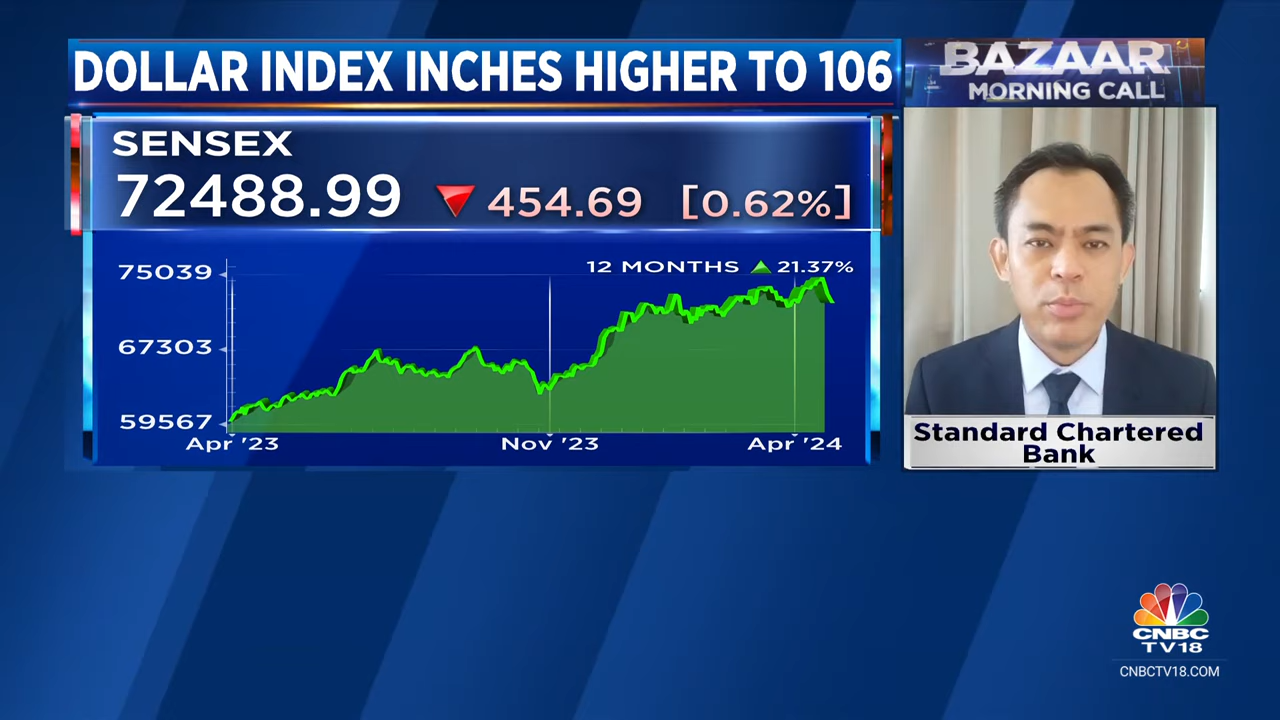 DOLLAR INDEX INCHES HIGHER TO 106
BAZAAR
MORNING CALL
SENSEX
72488.99 ▼ 454.69 [0.62%]
12 MONTHS ▲ 21.37%
75039
67303
59567
Apr '23 Nov '23 Apr '24
Standard Chartered
Bank
CNBC
TV18
CNBCTV18.COM